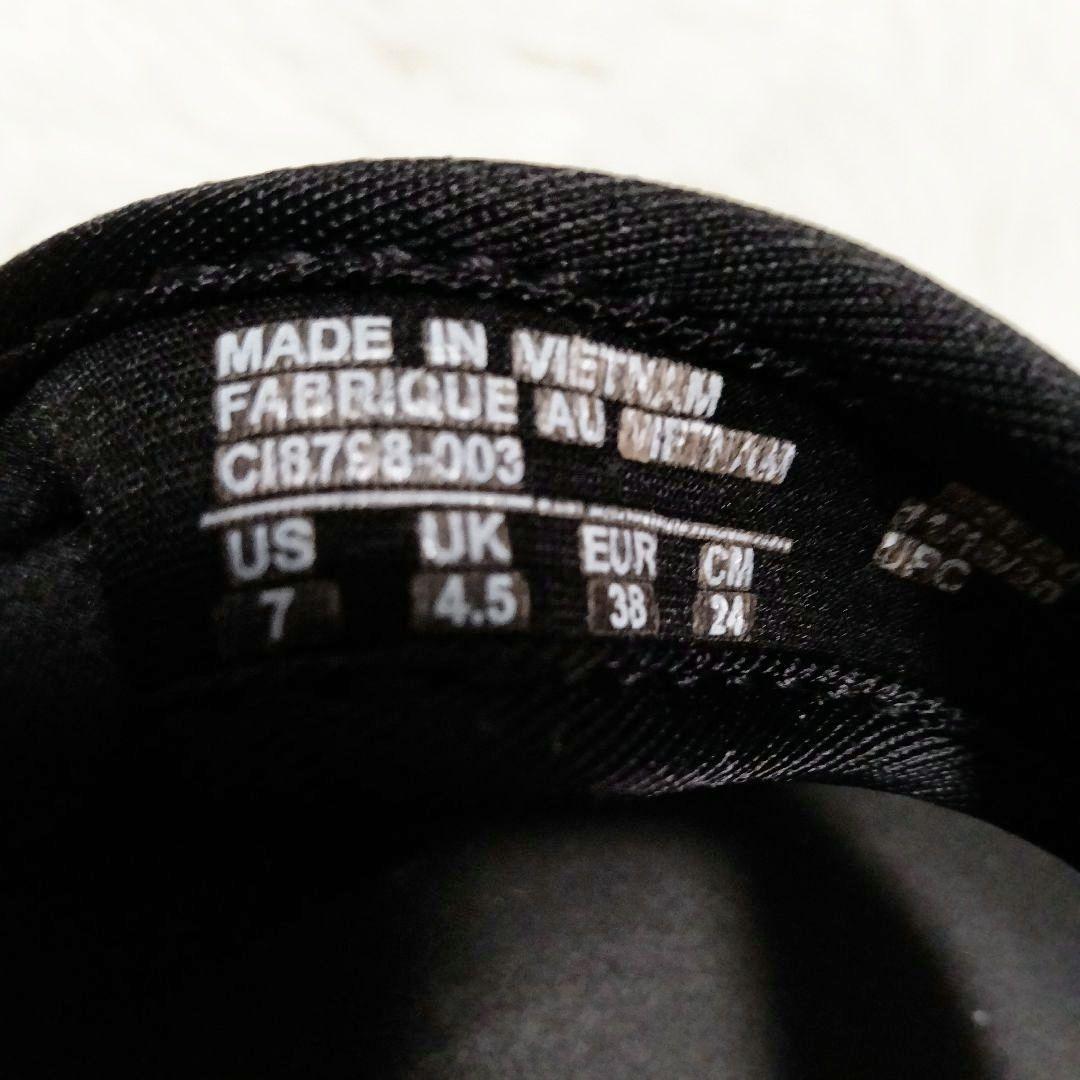 MADE IN VIETNAM
FABRIQUE AU VIETNAM
CI8798-003
US UK EUR CM
7 4.5 38 24